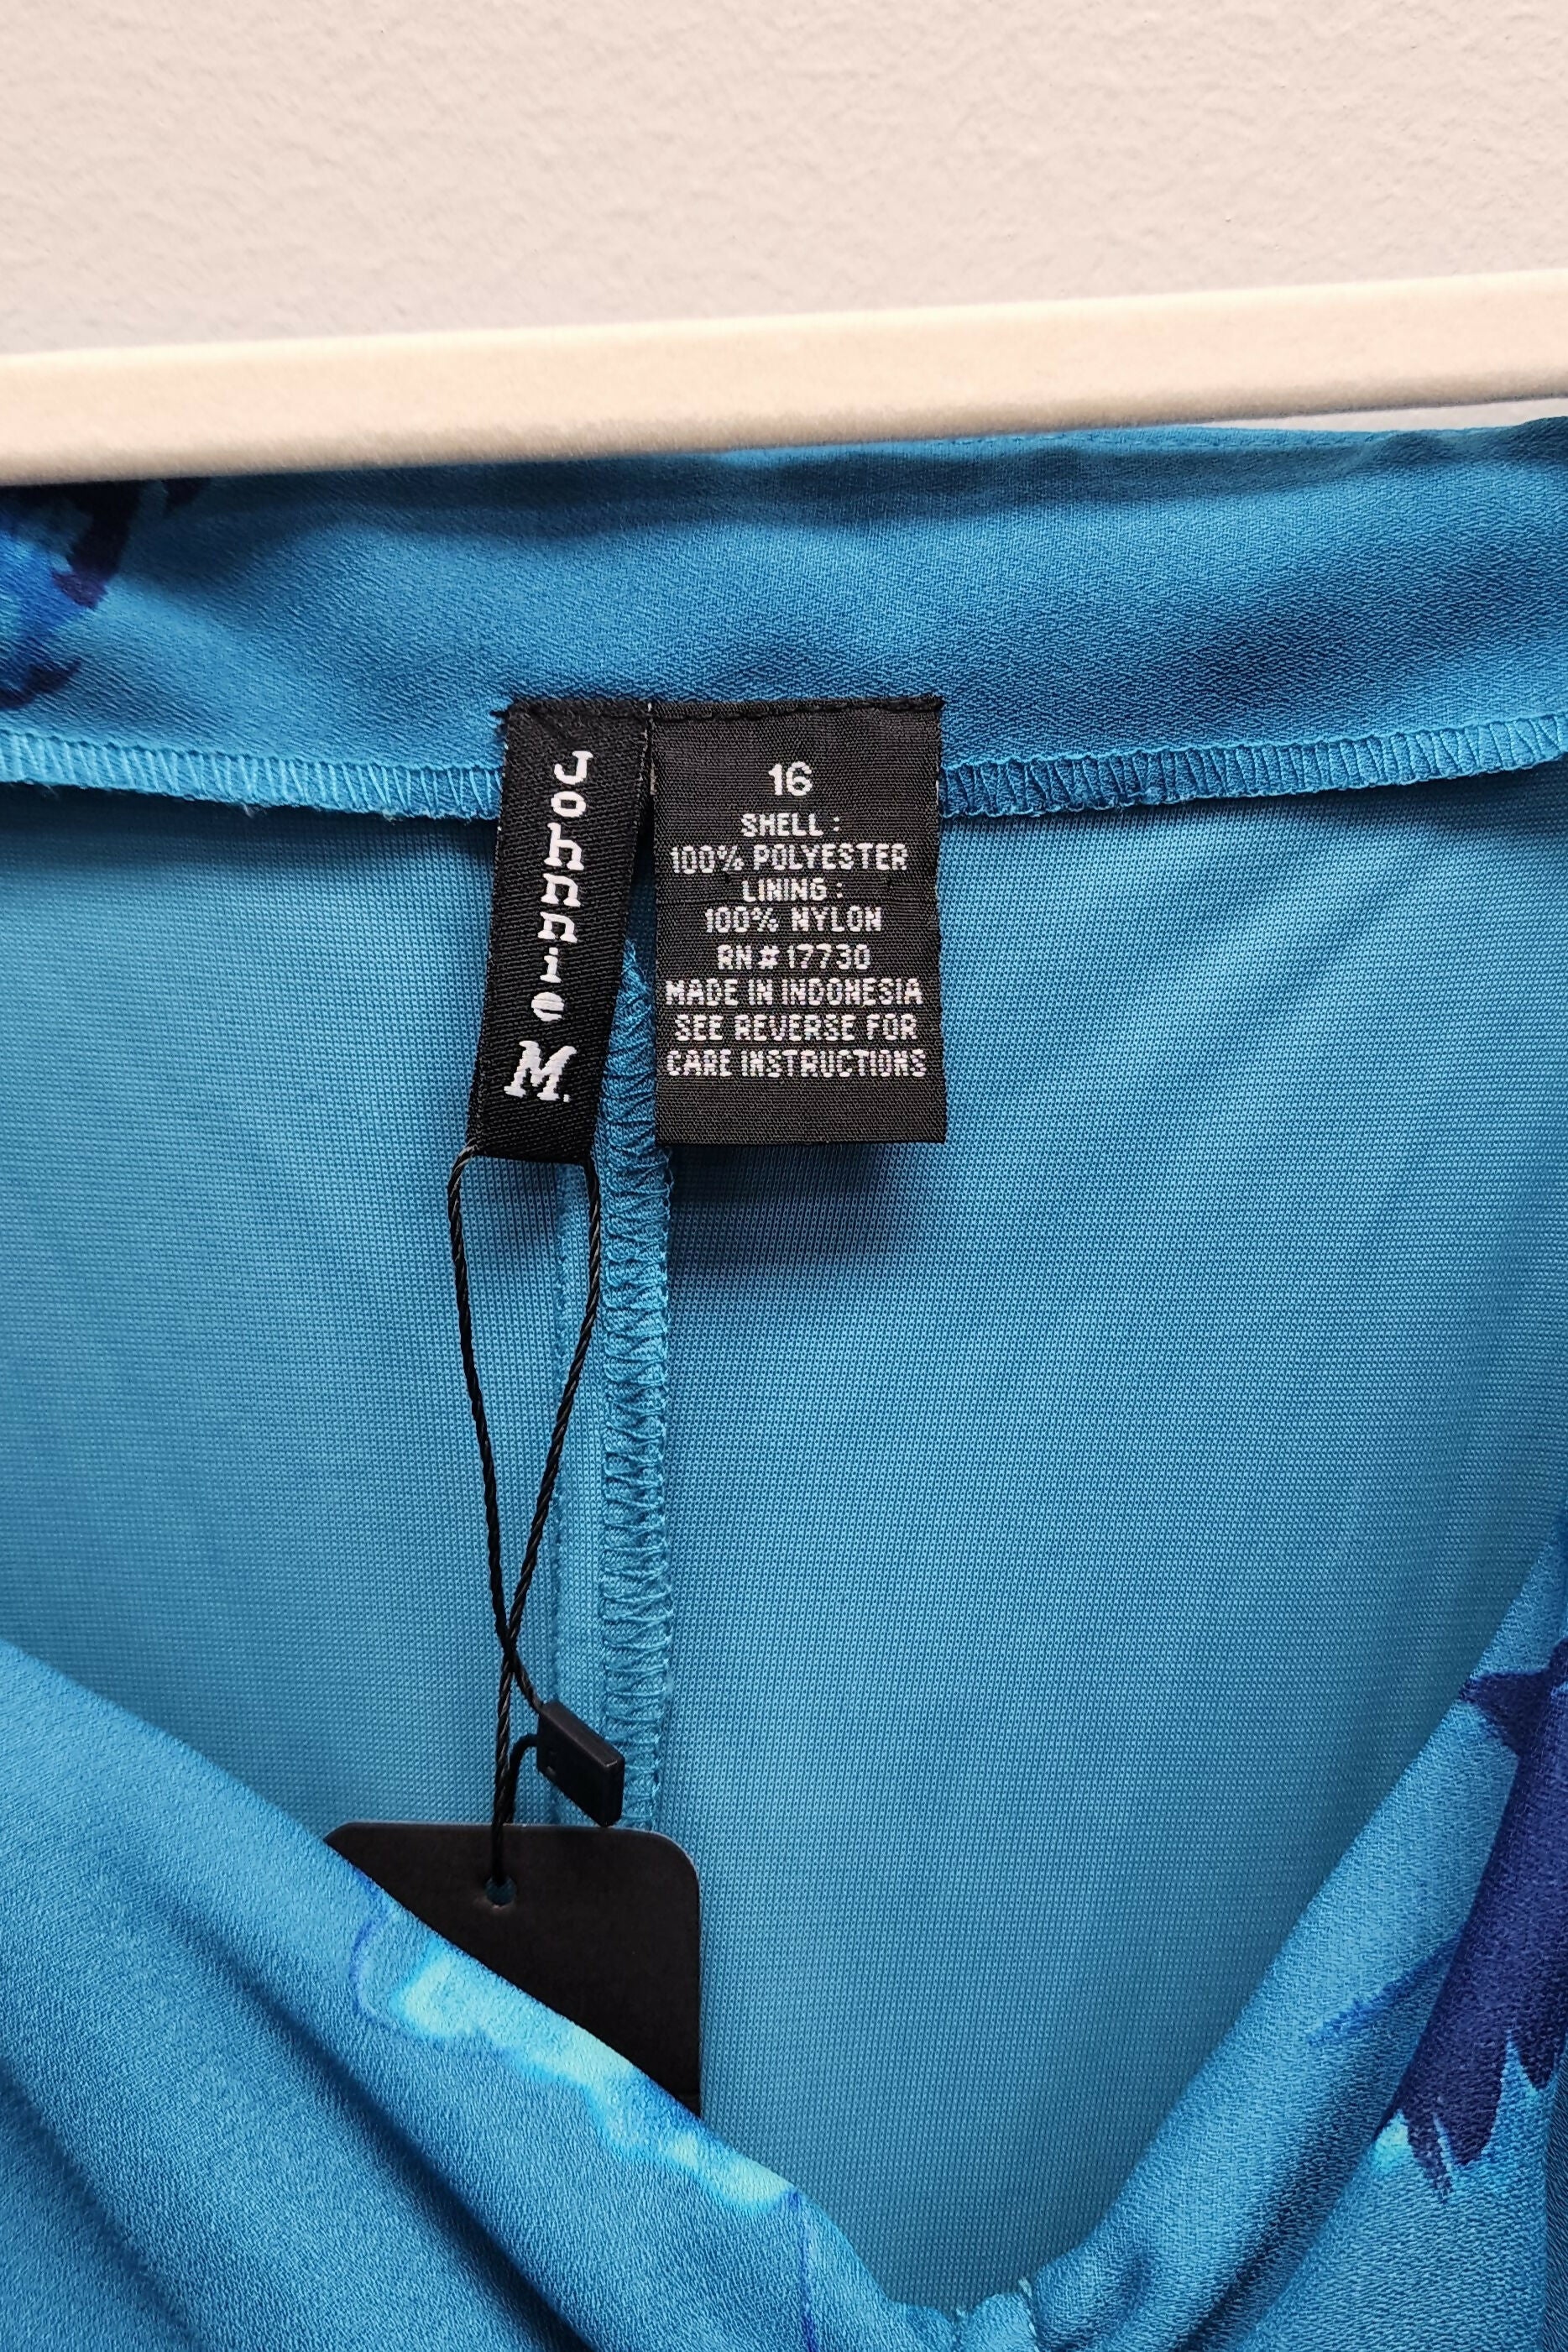 Johnnie M.
16
SHELL :
100% POLYESTER
LINING :
100% NYLON
RN # 17730
MADE IN INDONESIA
SEE REVERSE FOR
CARE INSTRUCTIONS